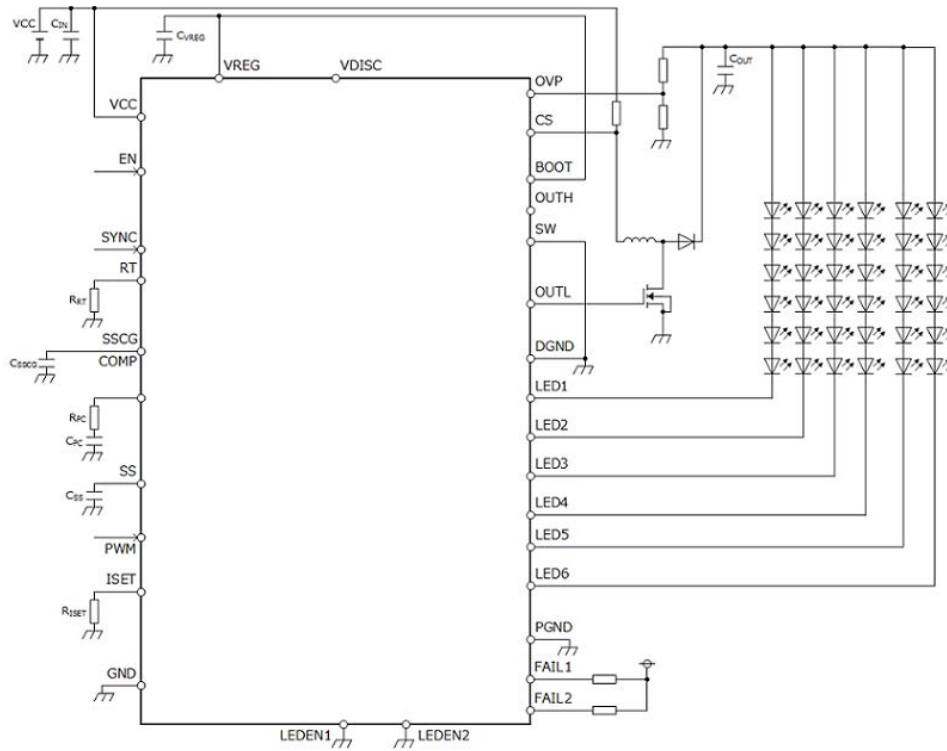 VCC
CIN
CVREG
VREG
VDISC
COUT
VCC
OVP
CS
EN
BOOT
OUTH
SYNC
SW
RT
RRT
OUTL
SSCG
CSSCG
COMP
DGND
LED1
RPC
CPC
LED2
SS
LED3
CSS
LED4
PWM
LED5
ISET
LED6
RISET
PGND
GND
FAIL1
FAIL2
LEDEN1
LEDEN2